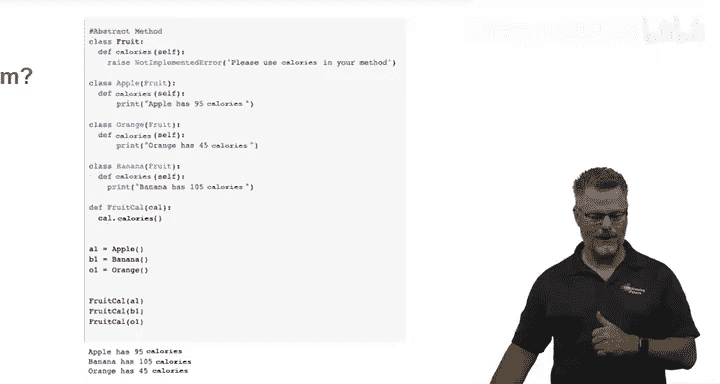 m?
#Abstract Method
class Fruit:
  def calories(self):
    raise NotImplementedError('Please use calories in your method')
class Apple(Fruit):
  def calories(self):
      print("Apple has 95 calories ")
class Orange(Fruit):
  def calories(self):
      print("Orange has 45 calories ")
class Banana(Fruit):
  def calories(self):
    print("Banana has 105 calories ")
def FruitCal(cal):
  cal.calories()
a1 = Apple()
b1 = Banana()
o1 = Orange()
FruitCal(a1)
FruitCal(b1)
FruitCal(o1)
Apple has 95 calories
Banana has 105 calories
Orange has 45 calories